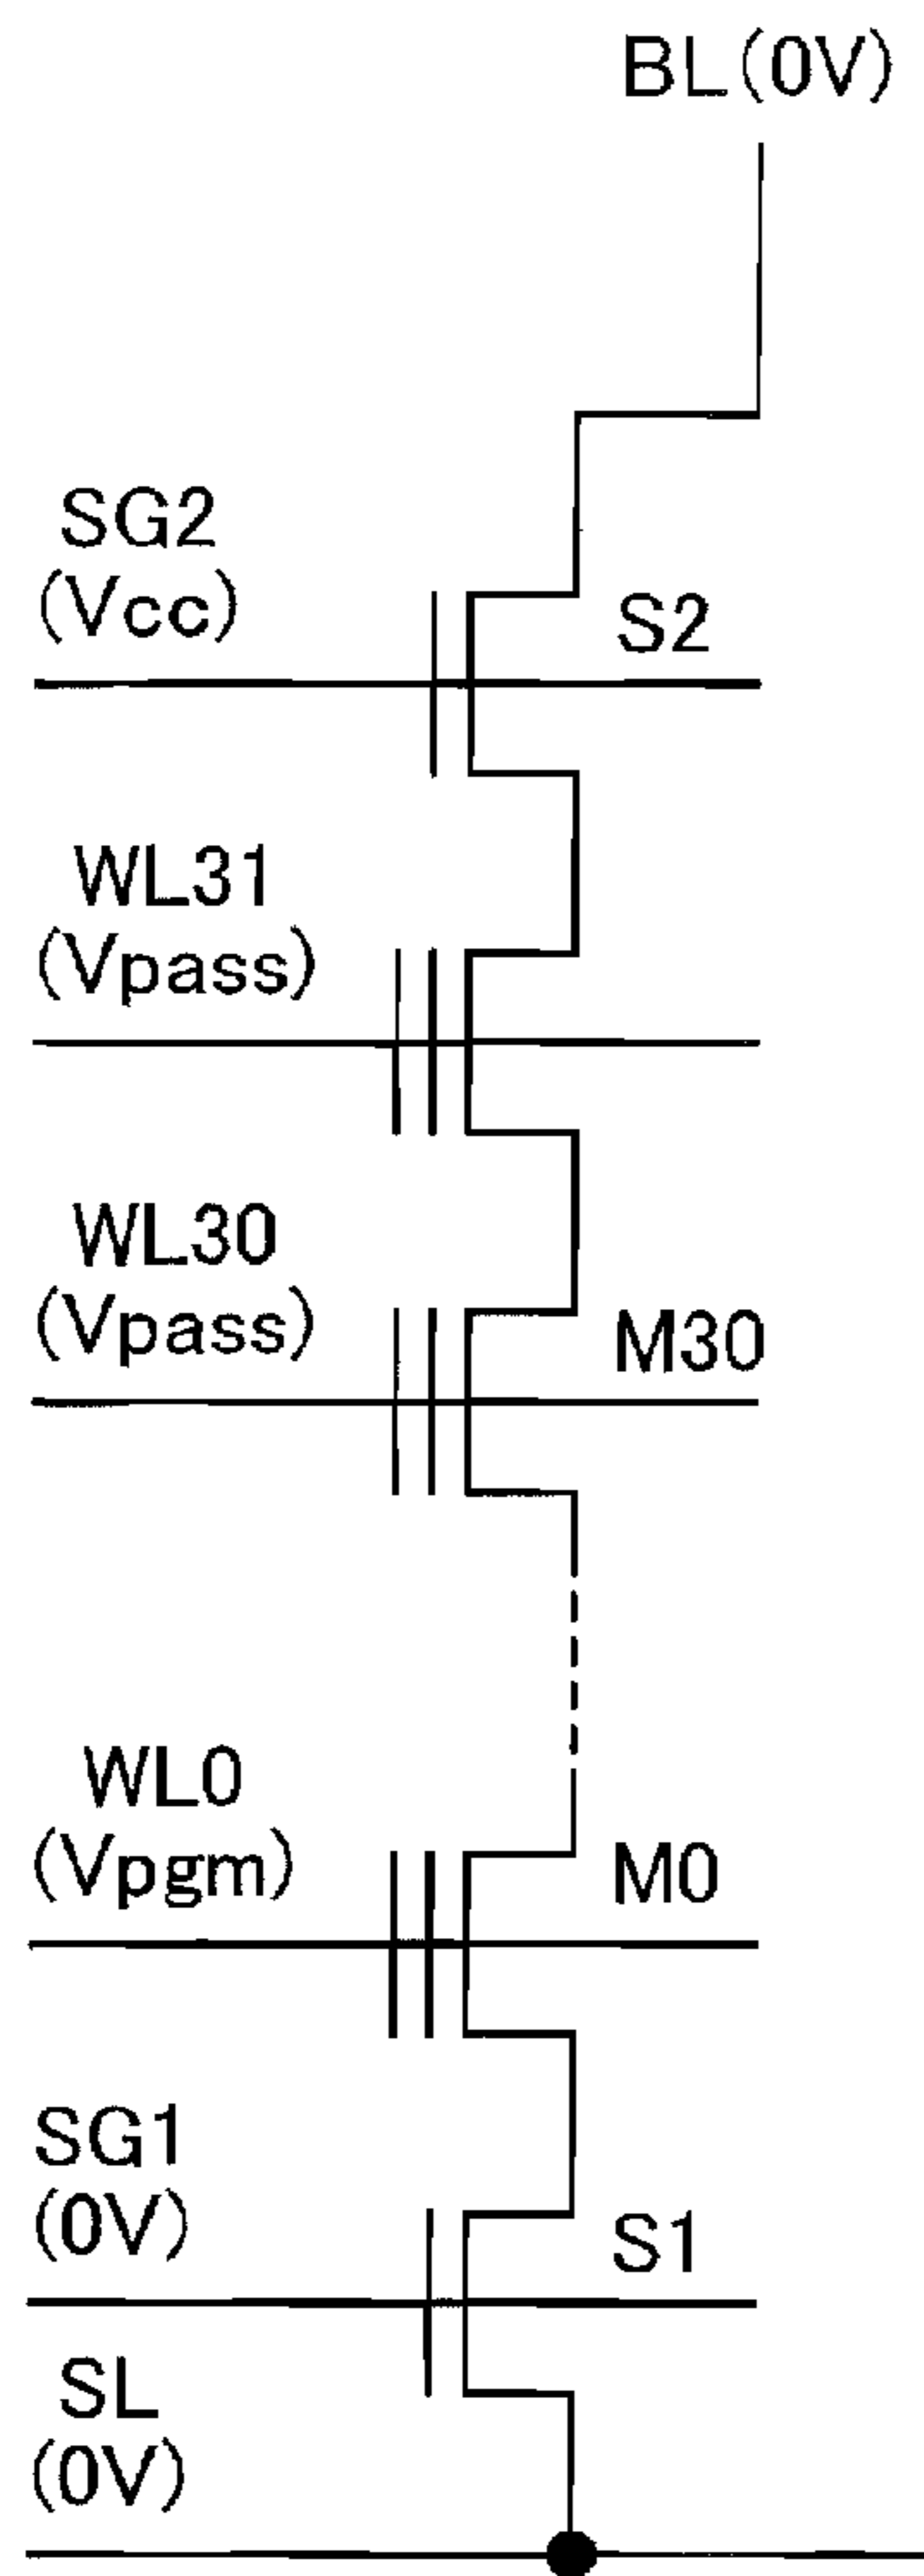 BL(0V)
SG2
(Vcc)
S2
WL31
(Vpass)
WL30
(Vpass)
M30
WL0
(Vpgm)
M0
SG1
(0V)
S1
SL
(0V)